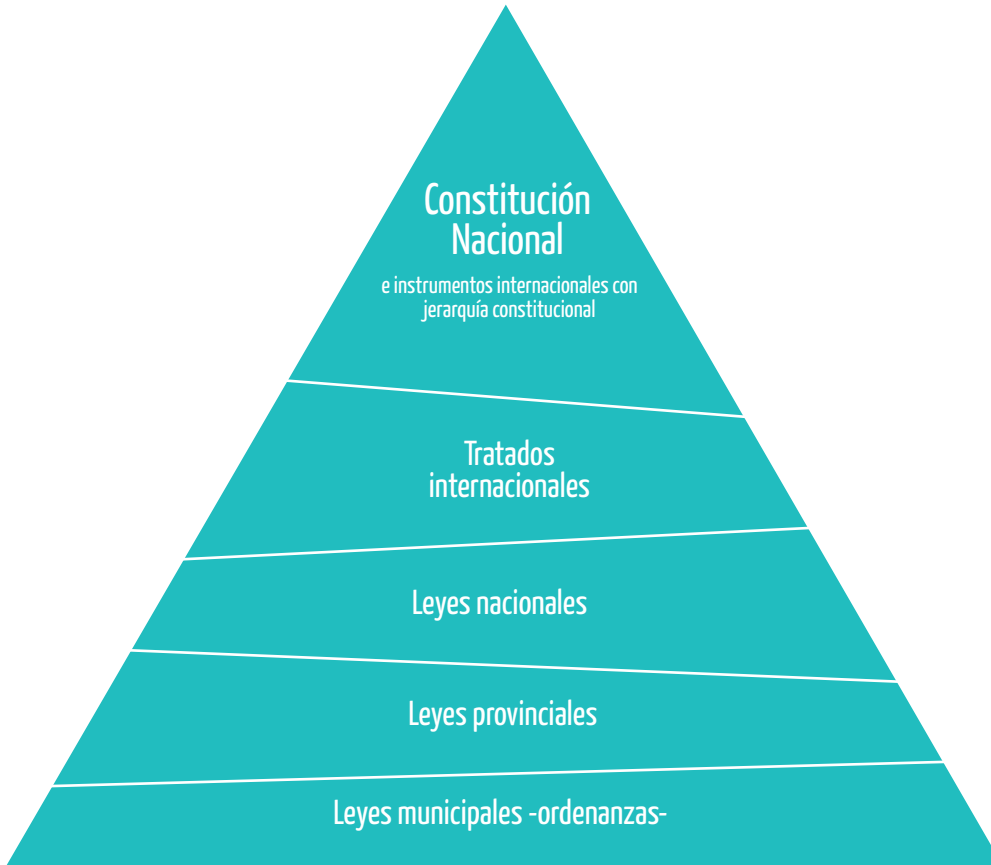 Constitución
Nacional
e instrumentos internacionales con
jerarquía constitucional
Tratados
internacionales
Leyes nacionales
Leyes provinciales
Leyes municipales -ordenanzas-